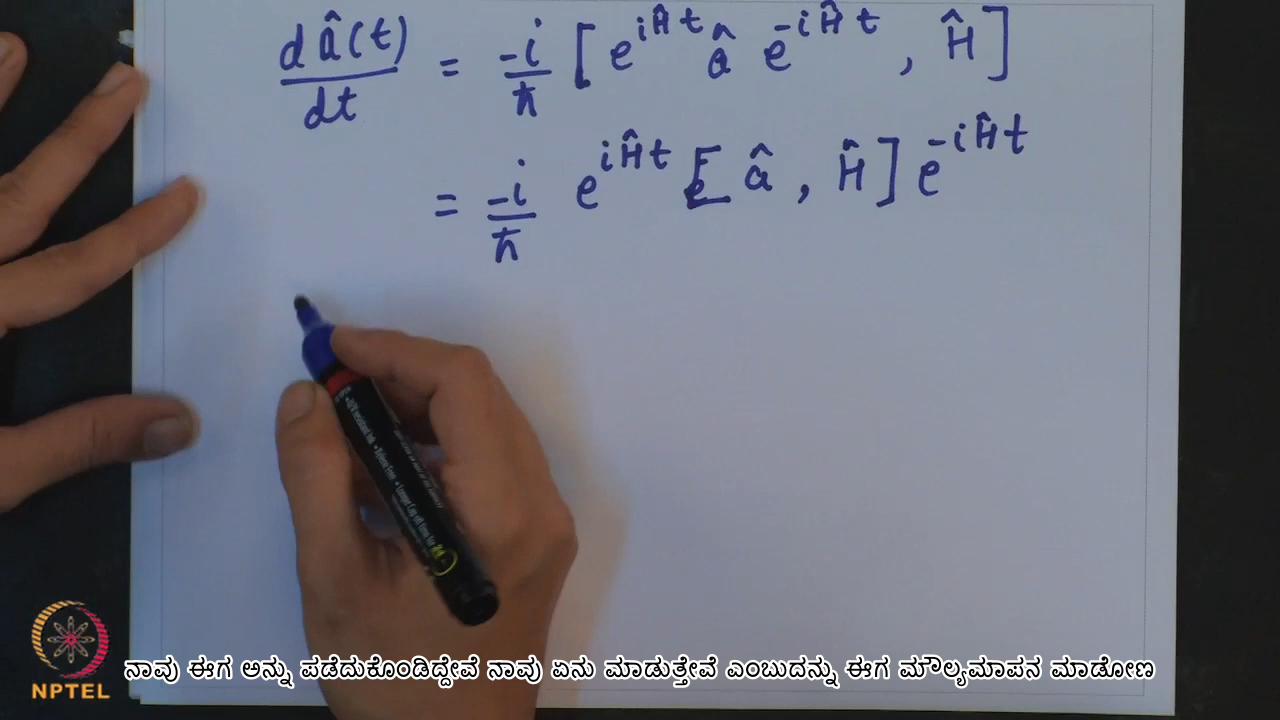 dâ(t)/dt = -i/ħ [ e^{iĤt} â e^{-iĤt} , Ĥ ]
= -i/ħ e^{iĤt} [ â , Ĥ ] e^{-iĤt}
ನಾವು ಈಗ ಅನ್ನು ಪಡೆದುಕೊಂಡಿದ್ದೇವೆ ನಾವು ಏನು ಮಾಡುತ್ತೇವೆ ಎಂಬುದನ್ನು ಈಗ ಮೌಲ್ಯಮಾಪನ ಮಾಡೋಣ
NPTEL